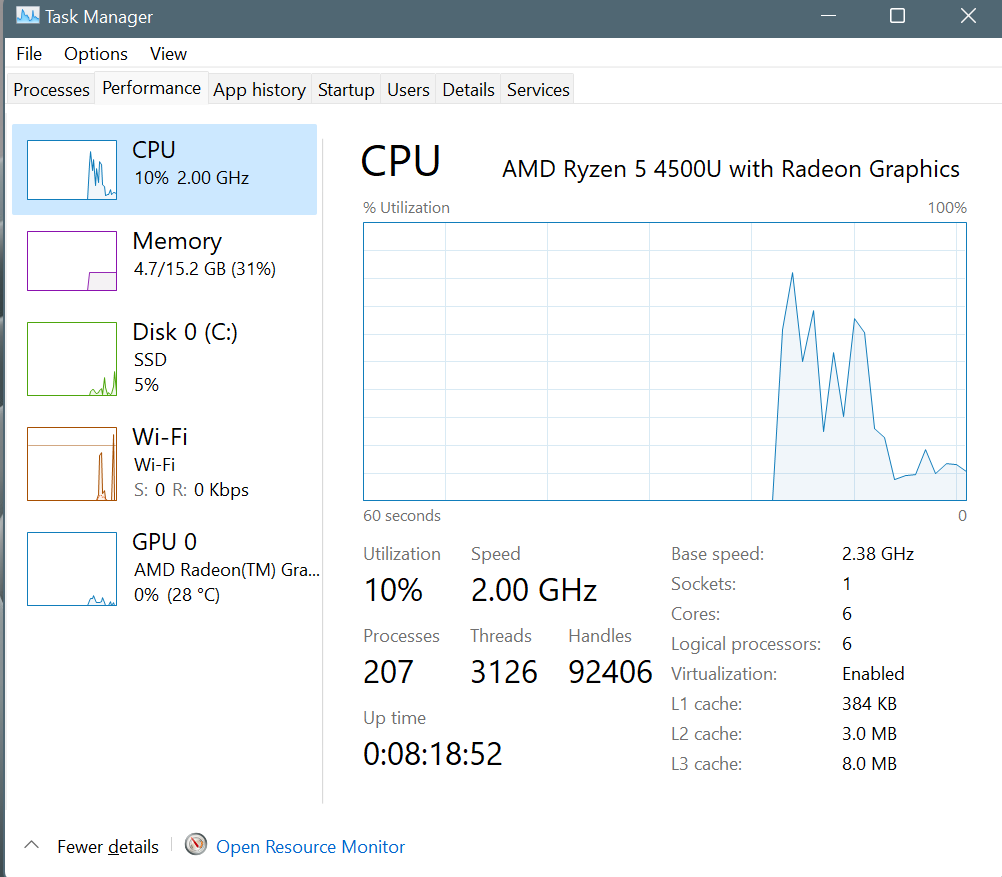 Task Manager
File Options View
Processes Performance App history Startup Users Details Services
CPU
10% 2.00 GHz
Memory
4.7/15.2 GB (31%)
Disk 0 (C:)
SSD
5%
Wi-Fi
Wi-Fi
S: 0 R: 0 Kbps
GPU 0
AMD Radeon(TM) Gra...
0% (28 °C)
CPU AMD Ryzen 5 4500U with Radeon Graphics
% Utilization 100%
60 seconds 0
Utilization Speed
10% 2.00 GHz
Processes Threads Handles
207 3126 92406
Up time
0:08:18:52
Base speed: 2.38 GHz
Sockets: 1
Cores: 6
Logical processors: 6
Virtualization: Enabled
L1 cache: 384 KB
L2 cache: 3.0 MB
L3 cache: 8.0 MB
Fewer details Open Resource Monitor